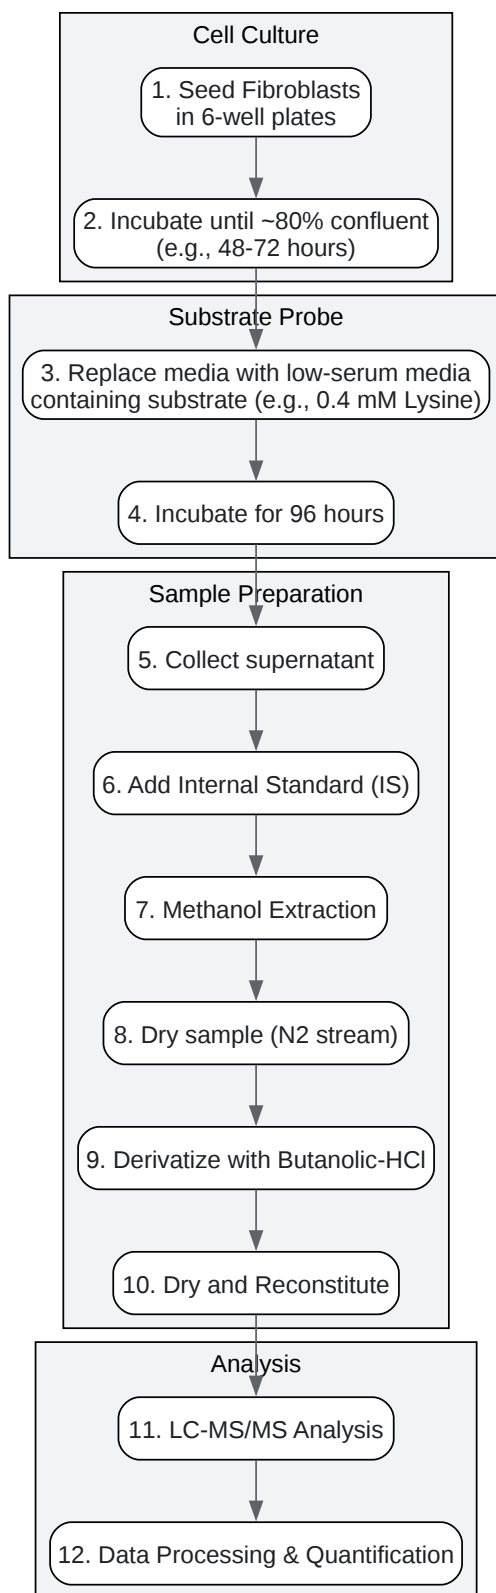 Cell Culture
1. Seed Fibroblasts
in 6-well plates
2. Incubate until ~80% confluent
(e.g., 48-72 hours)
Substrate Probe
3. Replace media with low-serum media
containing substrate (e.g., 0.4 mM Lysine)
4. Incubate for 96 hours
Sample Preparation
5. Collect supernatant
6. Add Internal Standard (IS)
7. Methanol Extraction
8. Dry sample (N2 stream)
9. Derivatize with Butanolic-HCl
10. Dry and Reconstitute
Analysis
11. LC-MS/MS Analysis
12. Data Processing & Quantification